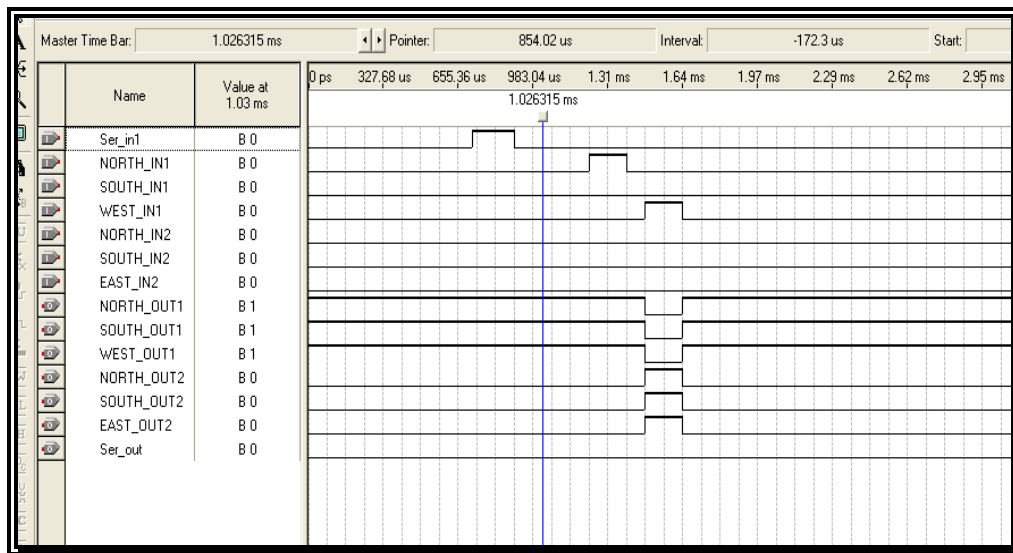 Master Time Bar: 1.026315 ms Pointer: 854.02 us Interval: -172.3 us Start:
Name Value at 1.03 ms
0 ps 327.68 us 655.36 us 983.04 us 1.31 ms 1.64 ms 1.97 ms 2.29 ms 2.62 ms 2.95 ms
1.026315 ms
Ser_in1 B 0
NORTH_IN1 B 0
SOUTH_IN1 B 0
WEST_IN1 B 0
NORTH_IN2 B 0
SOUTH_IN2 B 0
EAST_IN2 B 0
NORTH_OUT1 B 1
SOUTH_OUT1 B 1
WEST_OUT1 B 1
NORTH_OUT2 B 0
SOUTH_OUT2 B 0
EAST_OUT2 B 0
Ser_out B 0